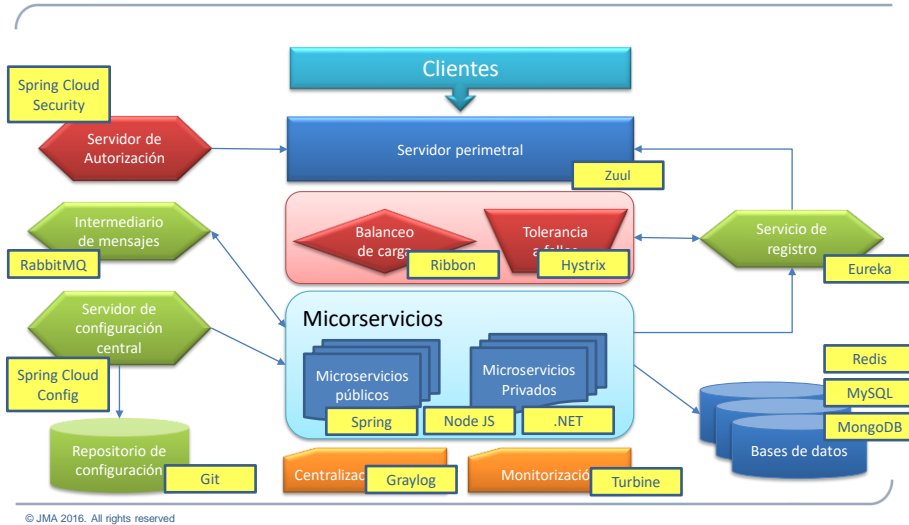 Clientes
Spring Cloud
Security
Servidor de
Autorización
Servidor perimetral
Zuul
Intermediario
de mensajes
RabbitMQ
Balanceo
de carga
Ribbon
Tolerancia
a fallos
Hystrix
Servicio de
registro
Eureka
Servidor de
configuración
central
Spring Cloud
Config
Micorservicios
Microservicios
públicos
Spring
Microservicios
Privados
Node JS
.NET
Redis
MySQL
MongoDB
Bases de datos
Repositorio de
configuración
Git
Centralizac
Graylog
Monitorizació
Turbine
© JMA 2016. All rights reserved